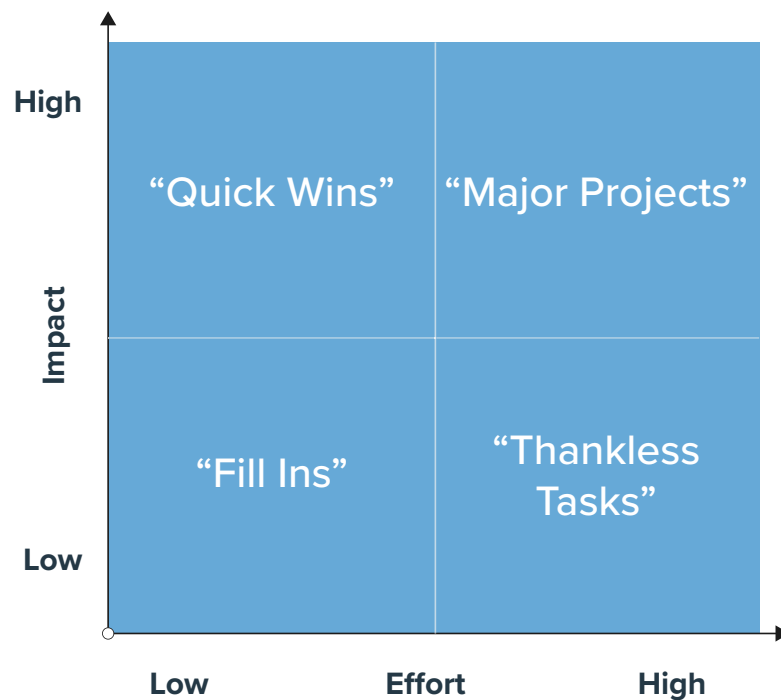 High
“Quick Wins”
“Major Projects”
Impact
“Fill Ins”
“Thankless
Tasks”
Low
Low
Effort
High